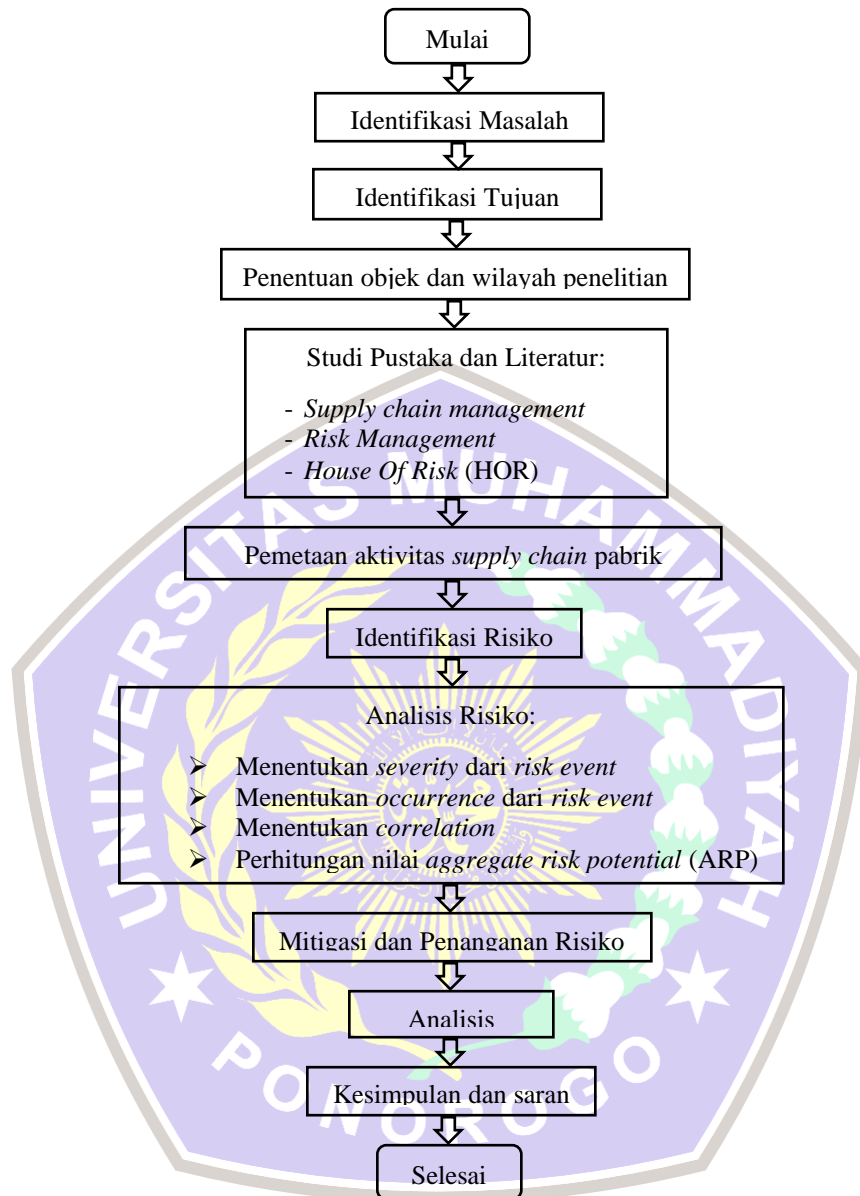 Mulai
Identifikasi Masalah
Identifikasi Tujuan
Penentuan objek dan wilayah penelitian
Studi Pustaka dan Literatur:
- Supply chain management
- Risk Management
- House Of Risk (HOR)
Pemetaan aktivitas supply chain pabrik
Identifikasi Risiko
Analisis Risiko:
➢ Menentukan severity dari risk event
➢ Menentukan occurrence dari risk event
➢ Menentukan correlation
➢ Perhitungan nilai aggregate risk potential (ARP)
Mitigasi dan Penanganan Risiko
Analisis
Kesimpulan dan saran
Selesai
UNIVERSITAS MUHAMMADIYAH
PONOROGO